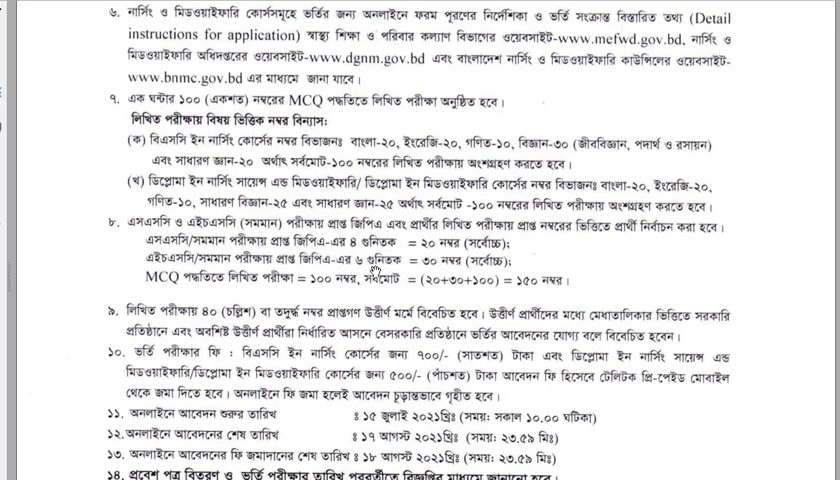 ৬. নার্সিং ও মিডওয়াইফারি কোর্সসমূহে ভর্তির জন্য অনলাইনে ফরম পূরণের নির্দেশিকা ও ভর্তি সংক্রান্ত বিস্তারিত তথ্য (Detail
instructions for application) স্বাস্থ্য শিক্ষা ও পরিবার কল্যাণ বিভাগের ওয়েবসাইট-www.mefwd.gov.bd, নার্সিং ও
মিডওয়াইফারি অধিদপ্তরের ওয়েবসাইট-www.dgnm.gov.bd এবং বাংলাদেশ নার্সিং ও মিডওয়াইফারি কাউন্সিলের ওয়েবসাইট-
www.bnmc.gov.bd এর মাধ্যমে জানা যাবে।
৭. এক ঘন্টার ১০০ (একশত) নম্বরের MCQ পদ্ধতিতে লিখিত পরীক্ষা অনুষ্ঠিত হবে।
লিখিত পরীক্ষায় বিষয় ভিত্তিক নম্বর বিন্যাস:
(ক) বিএসসি ইন নার্সিং কোর্সের নম্বর বিভাজনঃ বাংলা-২০, ইংরেজি-২০, গণিত-১০, বিজ্ঞান-৩০ (জীববিজ্ঞান, পদার্থ ও রসায়ন)
এবং সাধারণ জ্ঞান-২০ অর্থাৎ সর্বমোট-১০০ নম্বরের লিখিত পরীক্ষায় অংশগ্রহণ করতে হবে।
(খ) ডিপ্লোমা ইন নার্সিং সায়েন্স এন্ড মিডওয়াইফারি/ ডিপ্লোমা ইন মিডওয়াইফারি কোর্সের নম্বর বিভাজনঃ বাংলা-২০, ইংরেজি-২০,
গণিত-১০, সাধারণ বিজ্ঞান-২৫ এবং সাধারণ জ্ঞান-২৫ অর্থাৎ সর্বমোট -১০০ নম্বরের লিখিত পরীক্ষায় অংশগ্রহণ করতে হবে।
৮. এসএসসি ও এইচএসসি (সমমান) পরীক্ষায় প্রাপ্ত জিপিএ এবং প্রার্থীর লিখিত পরীক্ষায় প্রাপ্ত নম্বরের ভিত্তিতে প্রার্থী নির্বাচন করা হবে।
এসএসসি/সমমান পরীক্ষায় প্রাপ্ত জিপিএ-এর ৪ গুনিতক = ২০ নম্বর (সর্বোচ্চ);
এইচএসসি/সমমান পরীক্ষায় প্রাপ্ত জিপিএ-এর ৬ গুনিতক = ৩০ নম্বর (সর্বোচ্চ);
MCQ পদ্ধতিতে লিখিত পরীক্ষা = ১০০ নম্বর, সর্বমোট = (২০+৩০+১০০) = ১৫০ নম্বর।
৯. লিখিত পরীক্ষায় ৪০ (চল্লিশ) বা তদুর্দ্ধ নম্বর প্রাপ্তগণ উত্তীর্ণ মর্মে বিবেচিত হবে। উত্তীর্ণ প্রার্থীদের মধ্যে মেধাতালিকার ভিত্তিতে সরকারি
প্রতিষ্ঠানে এবং অবশিষ্ট উত্তীর্ণ প্রার্থীরা নির্ধারিত আসনে বেসরকারি প্রতিষ্ঠানে ভর্তির আবেদনের যোগ্য বলে বিবেচিত হবেন।
১০. ভর্তি পরীক্ষার ফি : বিএসসি ইন নার্সিং কোর্সের জন্য ৭০০/- (সাতশত) টাকা এবং ডিপ্লোমা ইন নার্সিং সায়েন্স এন্ড
মিডওয়াইফারি/ডিপ্লোমা ইন মিডওয়াইফারি কোর্সের জন্য ৫০০/- (পাঁচশত) টাকা আবেদন ফি হিসেবে টেলিটক প্রি-পেইড মোবাইল
থেকে জমা দিতে হবে। অনলাইনে ফি জমা হলেই আবেদন চূড়ান্তভাবে গৃহীত হবে।
১১. অনলাইনে আবেদন শুরুর তারিখ ঃ ১৫ জুলাই ২০২১খ্রিঃ (সময়: সকাল ১০.০০ ঘটিকা)
১২.অনলাইনে আবেদনের শেষ তারিখ ঃ ১৭ আগস্ট ২০২১খ্রিঃ (সময়: ২৩.৫৯ মিঃ)
১৩. অনলাইনে আবেদনের ফি জমাদানের শেষ তারিখ ঃ ১৮ আগস্ট ২০২১খ্রিঃ (সময়: ২৩.৫৯ মিঃ)
১৪. প্রবেশ পত্র বিতরণ ও ভর্তি পরীক্ষার তারিখ পরবর্তীতে বিজ্ঞপ্তির মাধ্যমে জানানো হবে।